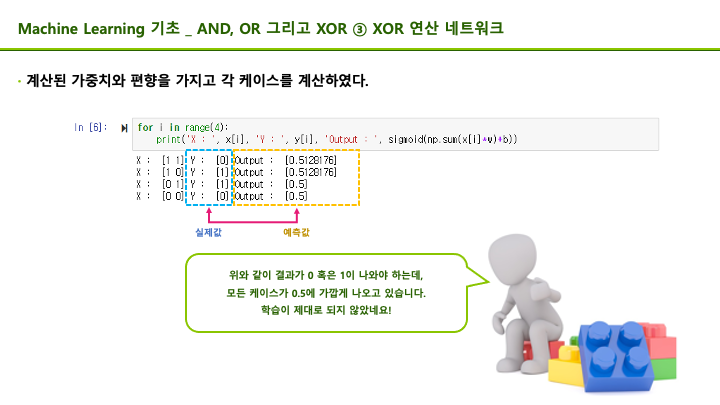 Machine Learning 기초 _ AND, OR 그리고 XOR ③ XOR 연산 네트워크
· 계산된 가중치와 편향을 가지고 각 케이스를 계산하였다.
In [6]: for i in range(4):
print('X : ', x[i], 'Y : ', y[i], 'Output : ', sigmoid(np.sum(x[i]*w)+b))
X : [1 1] Y : [0] Output : [0.5128176]
X : [1 0] Y : [1] Output : [0.5128176]
X : [0 1] Y : [1] Output : [0.5]
X : [0 0] Y : [0] Output : [0.5]
실제값 예측값
위와 같이 결과가 0 혹은 1이 나와야 하는데,
모든 케이스가 0.5에 가깝게 나오고 있습니다.
학습이 제대로 되지 않았네요!